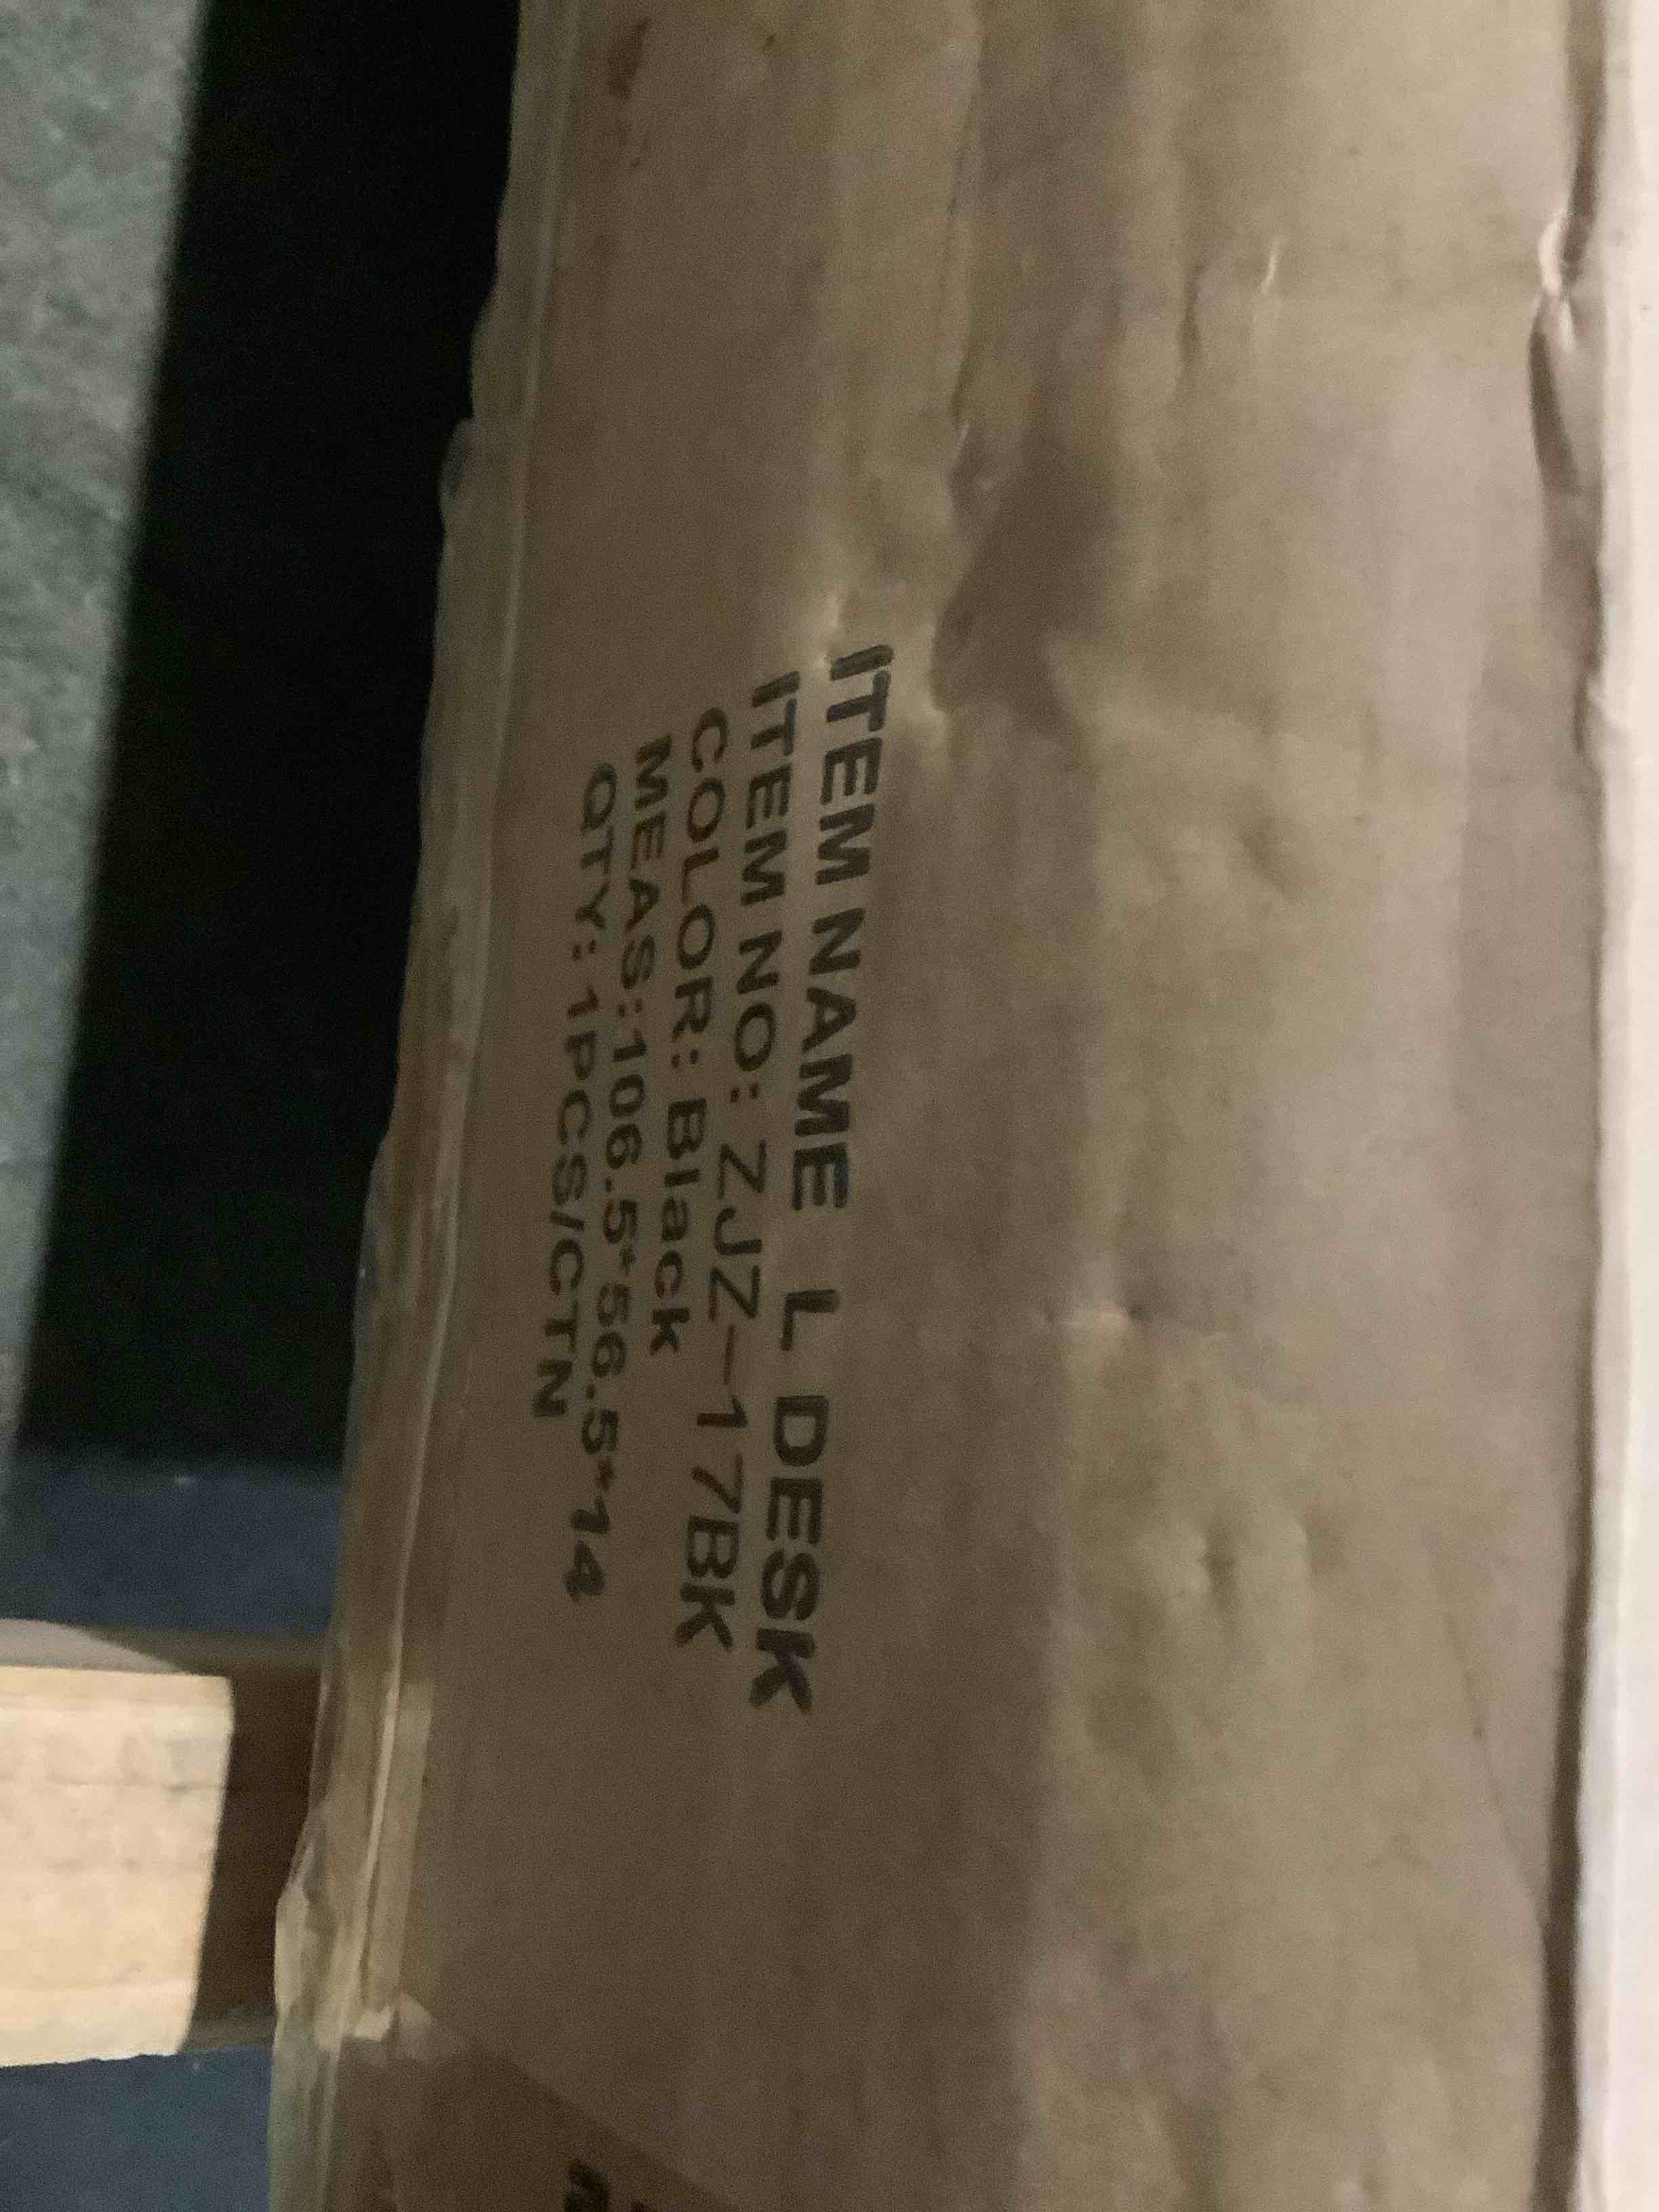 ITEM NAME L DESK
ITEM NO: ZJZ-17BK
COLOR: Black
MEAS:106.5*56.5*14
QTY: 1PCS/CTN